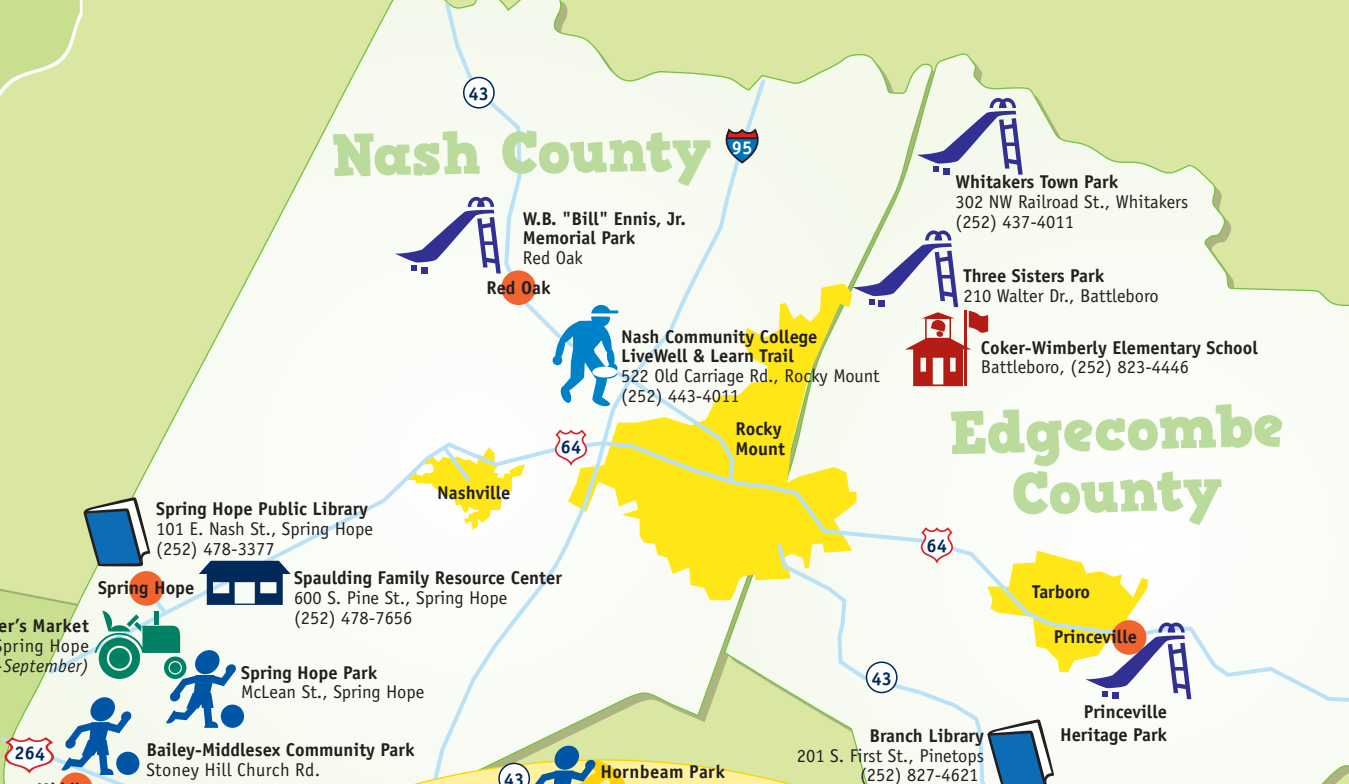 43
Nash County
95
Whitakers Town Park
302 NW Railroad St., Whitakers
(252) 437-4011
W.B. "Bill" Ennis, Jr.
Memorial Park
Red Oak
Red Oak
Three Sisters Park
210 Walter Dr., Battleboro
Nash Community College
LiveWell & Learn Trail
522 Old Carriage Rd., Rocky Mount
(252) 443-4011
Coker-Wimberly Elementary School
Battleboro, (252) 823-4446
Edgecombe
County
Rocky
Mount
64
Nashville
Spring Hope Public Library
101 E. Nash St., Spring Hope
(252) 478-3377
64
Spring Hope
Spaulding Family Resource Center
600 S. Pine St., Spring Hope
(252) 478-7656
Tarboro
Princeville
er's Market
Spring Hope
-September)
Spring Hope Park
McLean St., Spring Hope
43
Princeville
Heritage Park
264
Bailey-Middlesex Community Park
Stoney Hill Church Rd.
Branch Library
201 S. First St., Pinetops
(252) 827-4621
43
Hornbeam Park